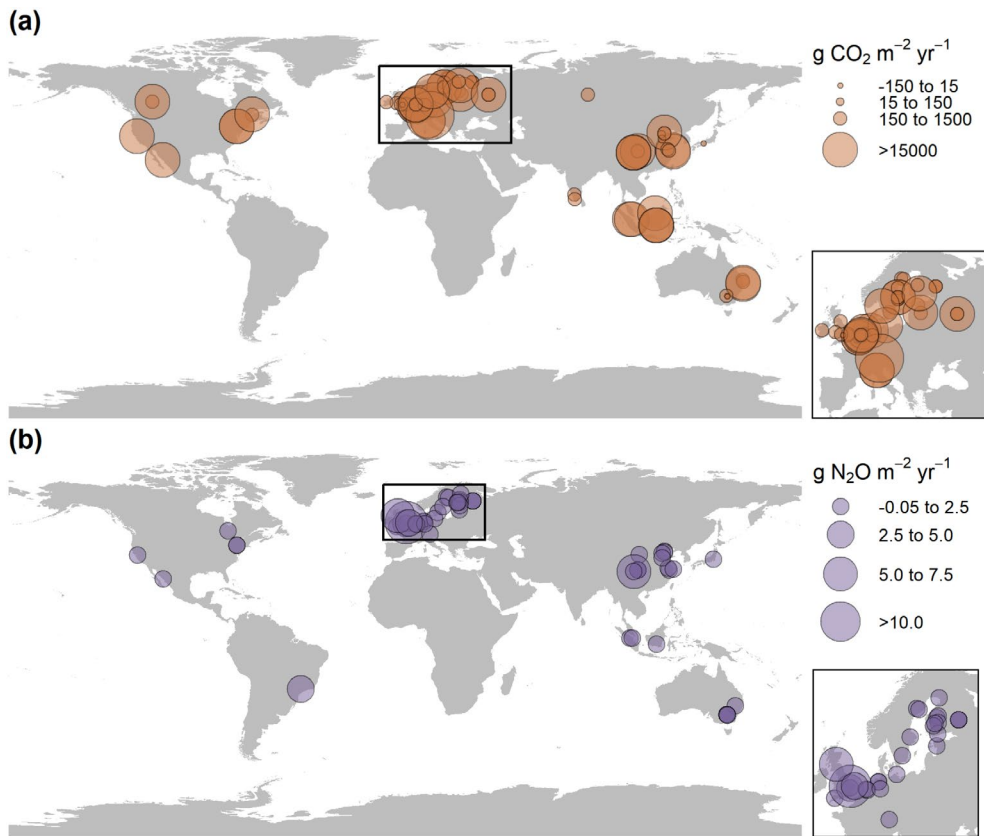 (a)
g CO₂ m⁻² yr⁻¹
-150 to 15
15 to 150
150 to 1500
>15000
(b)
g N₂O m⁻² yr⁻¹
-0.05 to 2.5
2.5 to 5.0
5.0 to 7.5
>10.0